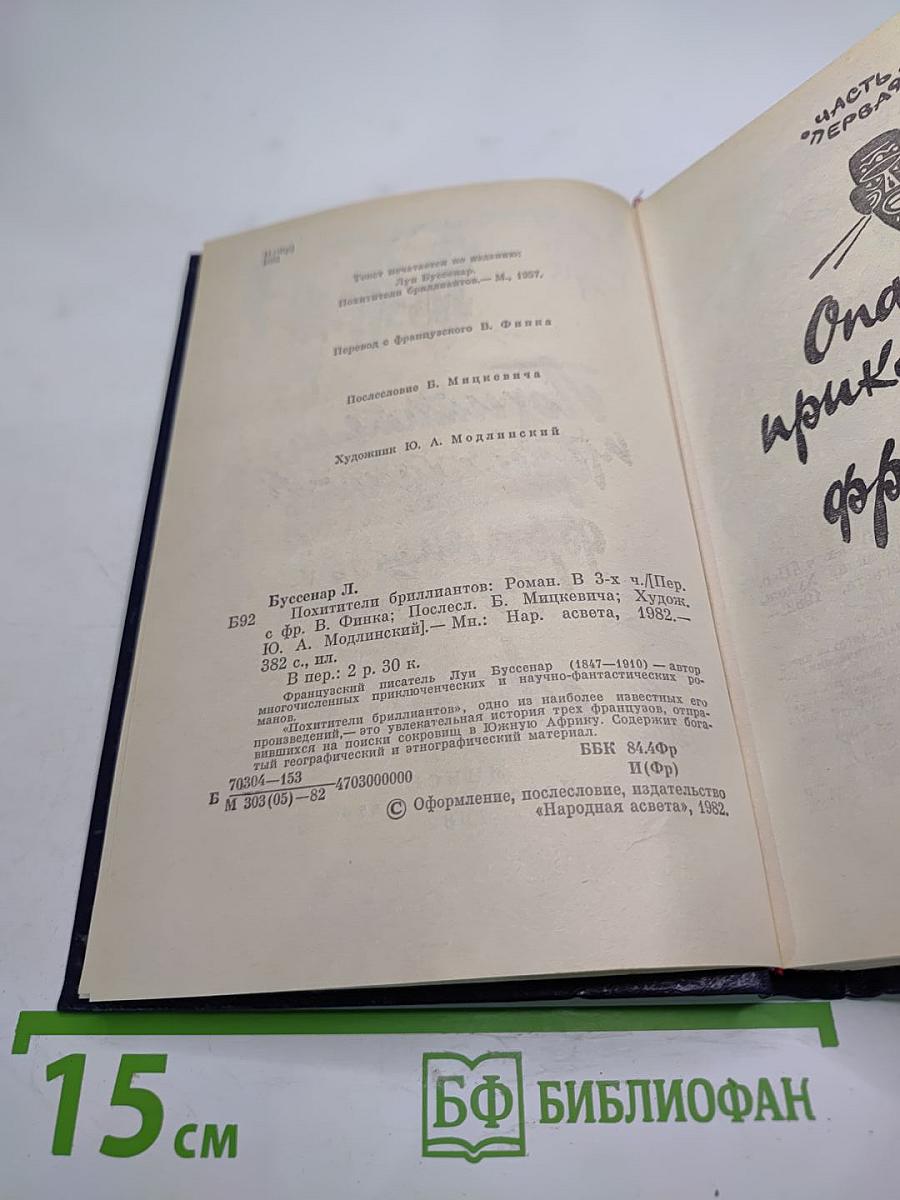 И(Фр)
Б92
Текст печатается по изданию:
Луи Буссенар.
Похитители бриллиантов.— М., 1957.
Перевод с французского В. Финка
Послесловие Б. Мицкевича
Художник Ю. А. Модлинский
Буссенар Л.
Б92 Похитители бриллиантов: Роман. В 3-х ч./[Пер.
с фр. В. Финка; Послесл. Б. Мицкевича; Худож.
Ю. А. Модлинский].— Мн.: Нар. асвета, 1982.—
382 с., ил.
В пер.: 2 р. 30 к.
Французский писатель Луи Буссенар (1847—1910) — автор
многочисленных приключенческих и научно-фантастических ро-
манов.
«Похитители бриллиантов», одно из наиболее известных его
произведений,— это увлекательная история трех французов, отпра-
вившихся на поиски сокровищ в Южную Африку. Содержит бога-
тый географический и этнографический материал.
Б 70304—153
М 303(05)—82 —4703000000
ББК 84.4Фр
И(Фр)
© Оформление, послесловие, издательство
«Народная асвета», 1982.
ЧАСТЬ
ПЕРВАЯ
15 см
БФ БИБЛИОФАН